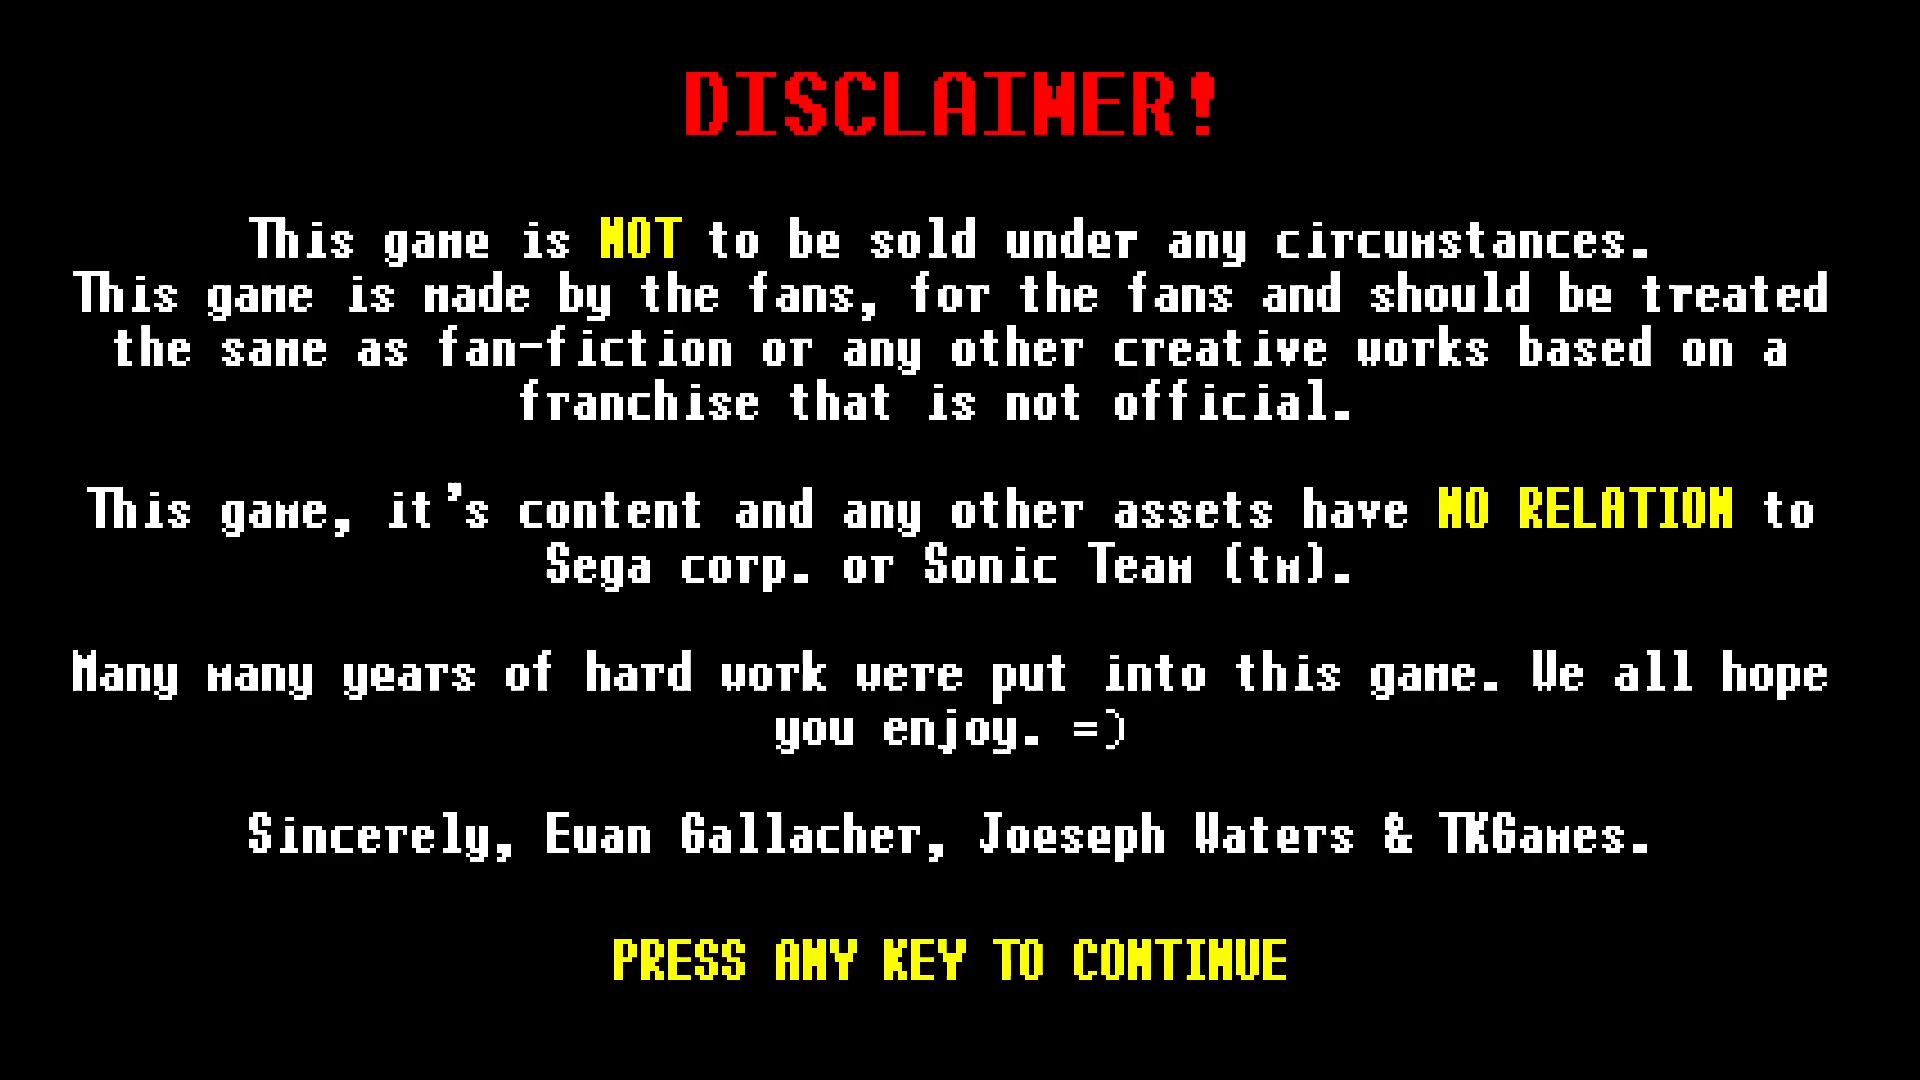 DISCLAIMER!
This game is NOT to be sold under any circumstances.
This game is made by the fans, for the fans and should be treated
the same as fan-fiction or any other creative works based on a
franchise that is not official.
This game, it's content and any other assets have NO RELATION to
Sega corp. or Sonic Team (tm).
Many many years of hard work were put into this game. We all hope
you enjoy. =)
Sincerely, Euan Gallacher, Joeseph Waters & TKGames.
PRESS ANY KEY TO CONTINUE